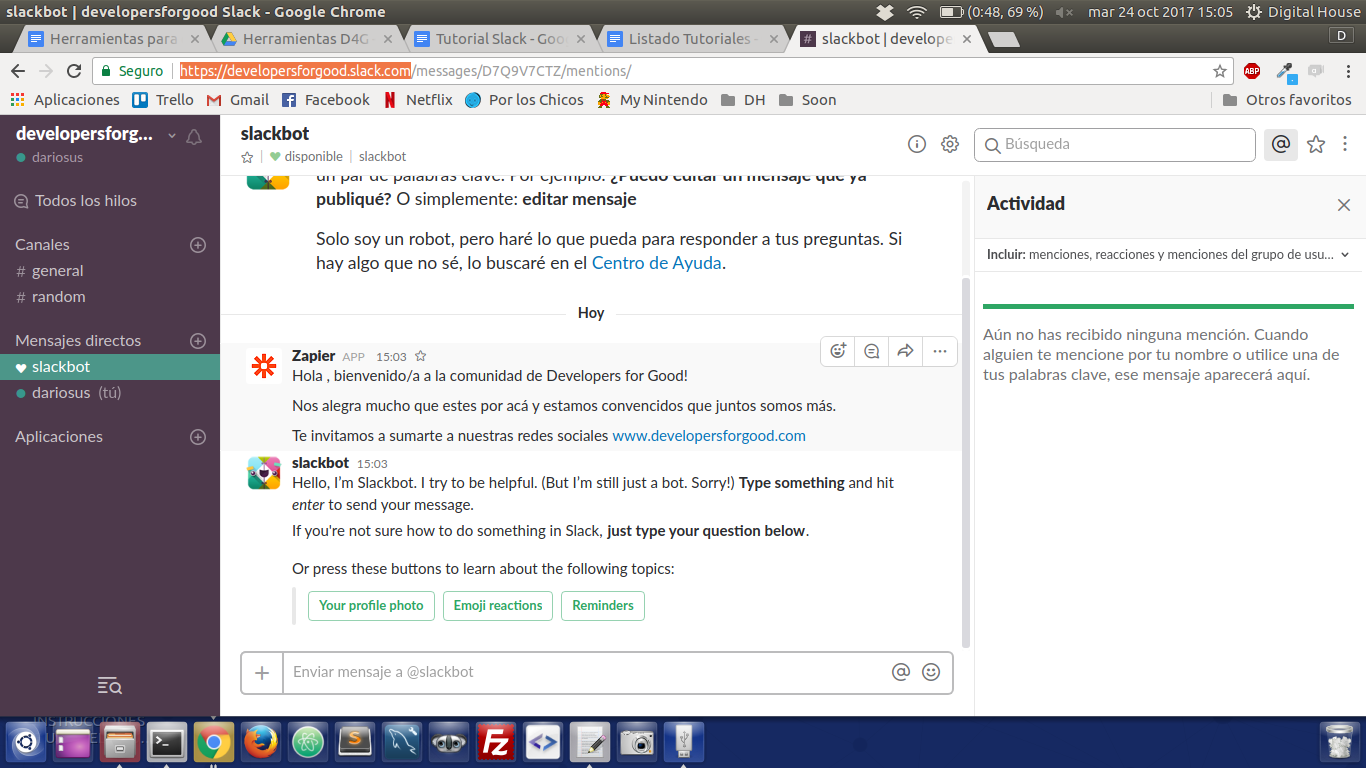 slackbot | developersforgood Slack - Google Chrome
(0:48, 69 %)
mar 24 oct 2017 15:05
Digital House
Herramientas para
Herramientas D4G
Tutorial Slack - Goo
Listado Tutoriales -
slackbot | develope
D
Seguro
https://developersforgood.slack.com/messages/D7Q9V7CTZ/mentions/
ABP
Aplicaciones
Trello
Gmail
Facebook
Netflix
Por los Chicos
My Nintendo
DH
Soon
Otros favoritos
developersforg...
dariosus
Todos los hilos
Canales
# general
# random
Mensajes directos
slackbot
dariosus (tú)
Aplicaciones
slackbot
disponible | slackbot
Búsqueda
un par de palabras clave. Por ejemplo: ¿Puedo editar un mensaje que ya
publiqué? O simplemente: editar mensaje
Solo soy un robot, pero haré lo que pueda para responder a tus preguntas. Si
hay algo que no sé, lo buscaré en el Centro de Ayuda.
Hoy
Zapier APP 15:03
Hola , bienvenido/a a la comunidad de Developers for Good!
Nos alegra mucho que estes por acá y estamos convencidos que juntos somos más.
Te invitamos a sumarte a nuestras redes sociales www.developersforgood.com
slackbot 15:03
Hello, I'm Slackbot. I try to be helpful. (But I'm still just a bot. Sorry!) Type something and hit
enter to send your message.
If you're not sure how to do something in Slack, just type your question below.
Or press these buttons to learn about the following topics:
Your profile photo
Emoji reactions
Reminders
+
Enviar mensaje a @slackbot
@
Actividad
Incluir: menciones, reacciones y menciones del grupo de usu...
Aún no has recibido ninguna mención. Cuando
alguien te mencione por tu nombre o utilice una de
tus palabras clave, ese mensaje aparecerá aquí.
INSTRUCCIONES